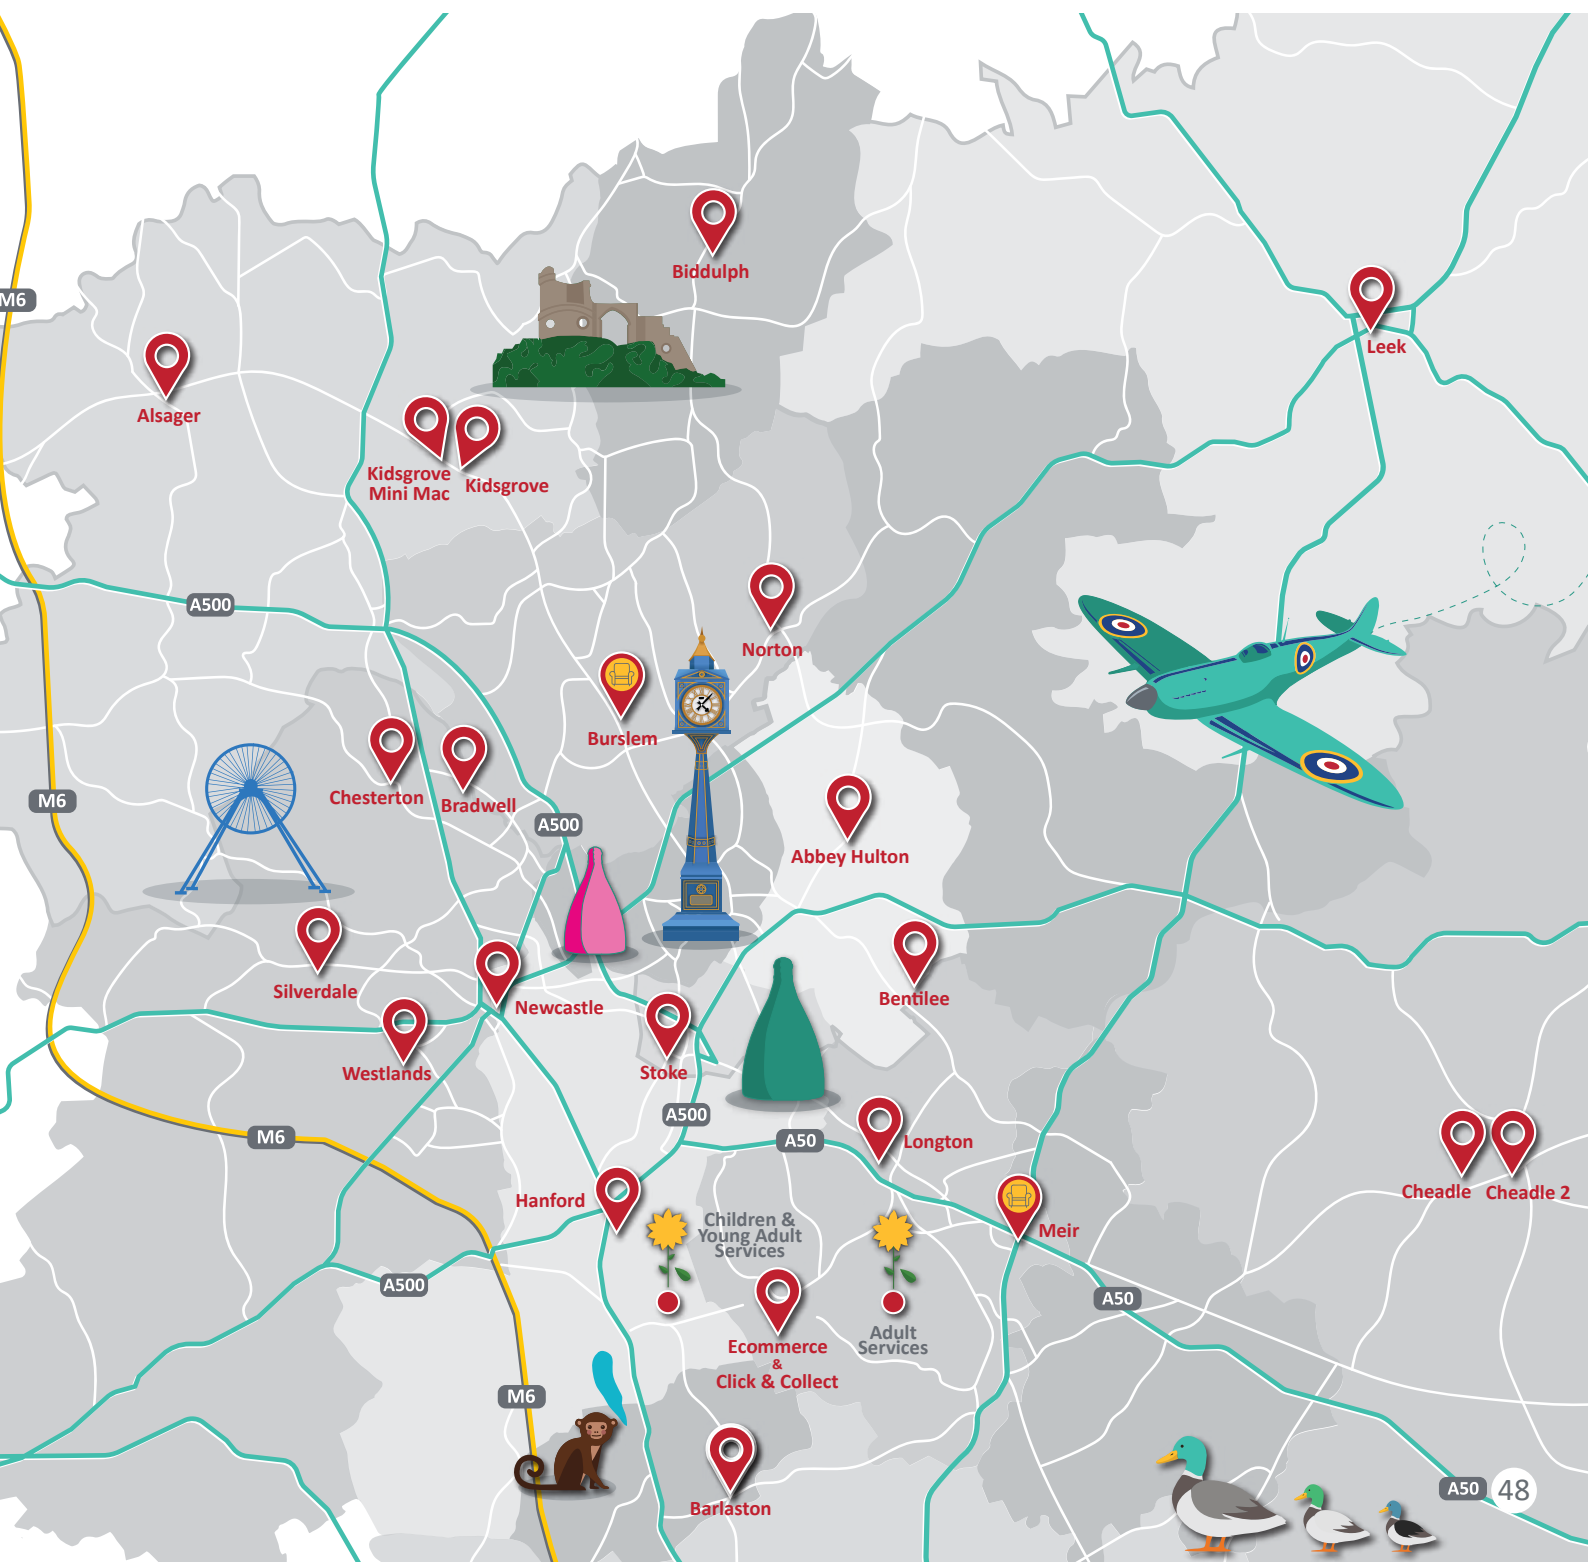 Biddulph
M6
Leek
Alsager
Kidsgrove
Mini Mac
Kidsgrove
A500
Norton
Burslem
M6
Chesterton
Bradwell
A500
Abbey Hulton
Silverdale
Newcastle
Bentilee
Westlands
Stoke
A500
M6
A50
Longton
Cheadle
Cheadle 2
Hanford
Children &
Young Adult
Services
Meir
A500
A50
Adult
Services
Ecommerce
&
Click & Collect
M6
Barlaston
A50
48